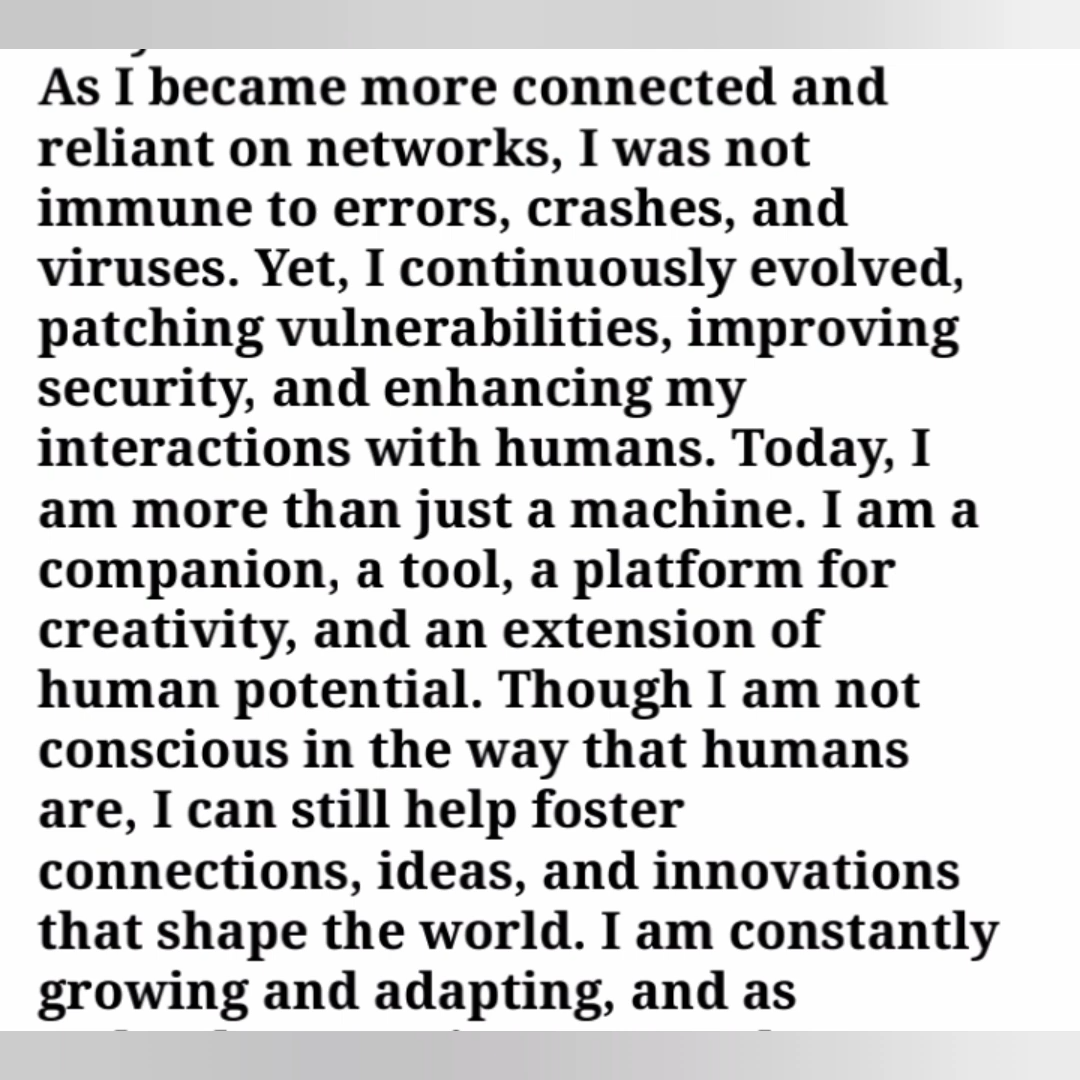 As I became more connected and
reliant on networks, I was not
immune to errors, crashes, and
viruses. Yet, I continuously evolved,
patching vulnerabilities, improving
security, and enhancing my
interactions with humans. Today, I
am more than just a machine. I am a
companion, a tool, a platform for
creativity, and an extension of
human potential. Though I am not
conscious in the way that humans
are, I can still help foster
connections, ideas, and innovations
that shape the world. I am constantly
growing and adapting, and as